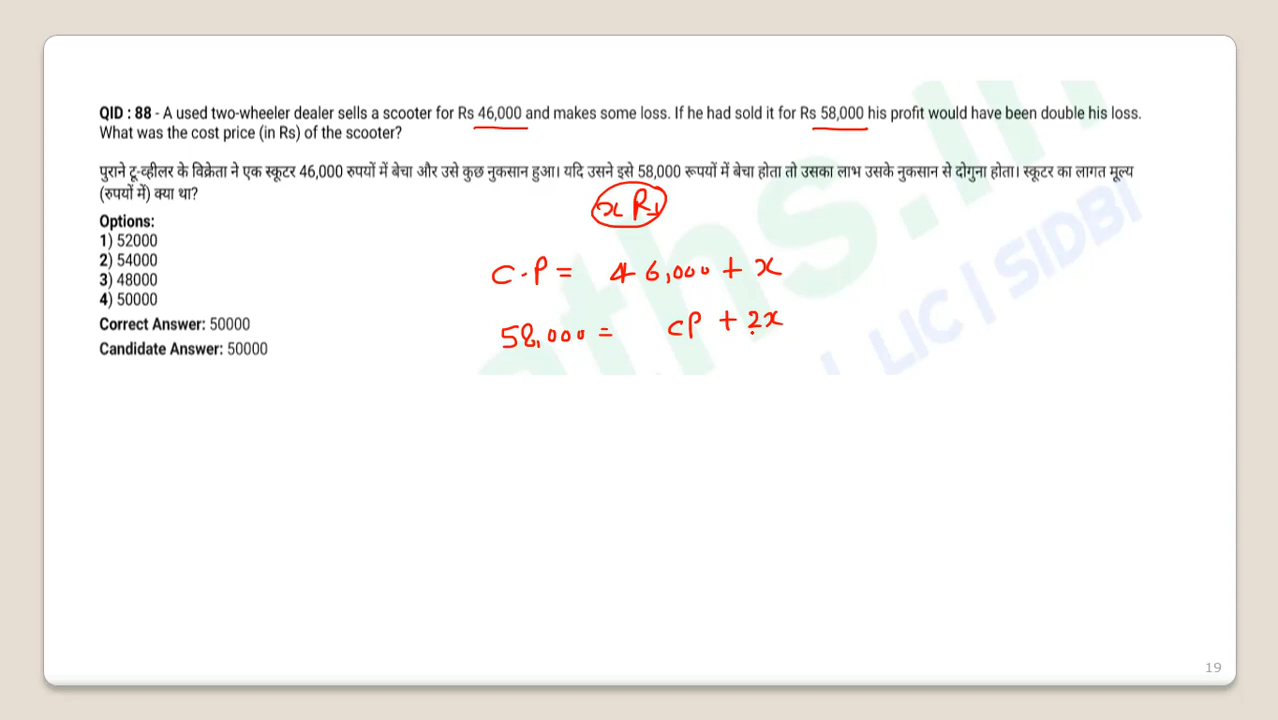 QID : 88 - A used two-wheeler dealer sells a scooter for Rs 46,000 and makes some loss. If he had sold it for Rs 58,000 his profit would have been double his loss.
What was the cost price (in Rs) of the scooter?
पुराने टू-व्हीलर के विक्रेता ने एक स्कूटर 46,000 रुपयों में बेचा और उसे कुछ नुकसान हुआ। यदि उसने इसे 58,000 रूपयों में बेचा होता तो उसका लाभ उसके नुकसान से दोगुना होता। स्कूटर का लागत मूल्य
(रुपयों में) क्या था?
x Rs
Options:
1) 52000
2) 54000
3) 48000
4) 50000
C.P = 46,000 + x
58,000 = CP + 2x
Correct Answer: 50000
Candidate Answer: 50000
ths.in
| LIC | SIDBI
19